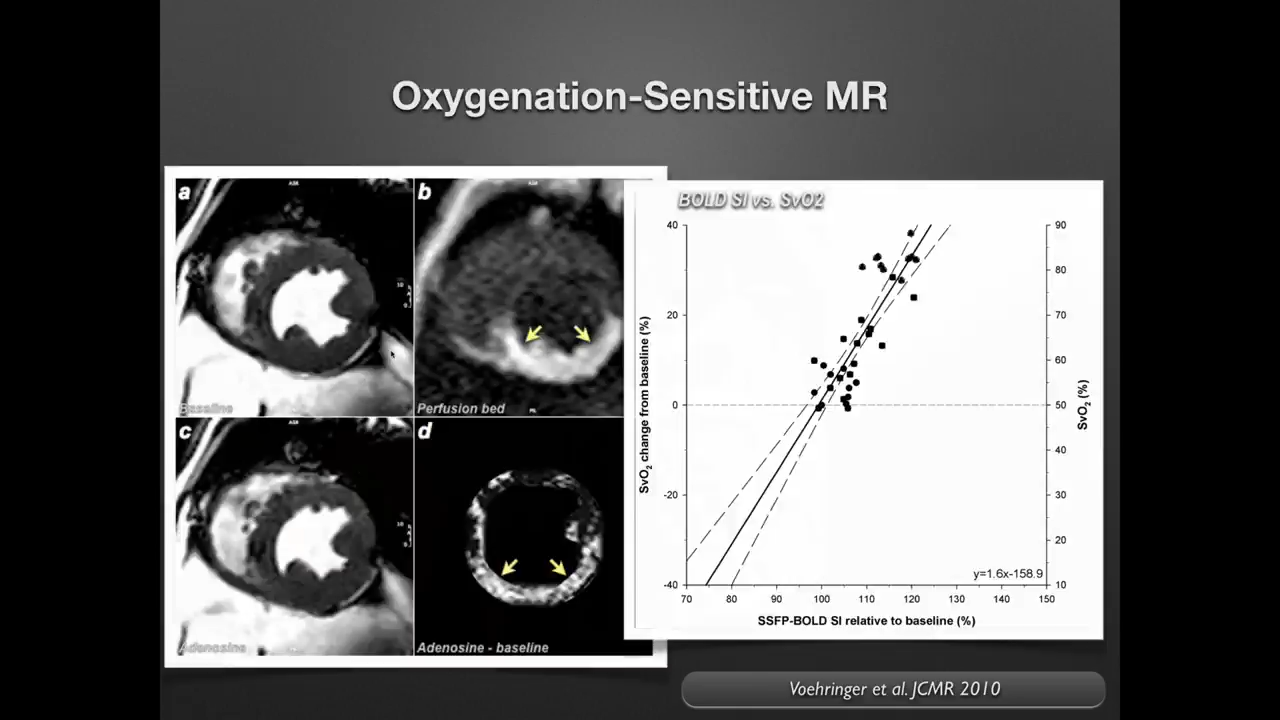 Oxygenation-Sensitive MR
a
b
Baseline
Perfusion bed
c
d
Adenosine
Adenosine - baseline
BOLD SI vs. SvO2
40
20
0
-20
-40
SvO₂ change from baseline (%)
90
80
70
60
50
40
30
20
10
SvO₂ (%)
y=1.6x-158.9
70 80 90 100 110 120 130 140 150
SSFP-BOLD SI relative to baseline (%)
Voehringer et al. JCMR 2010